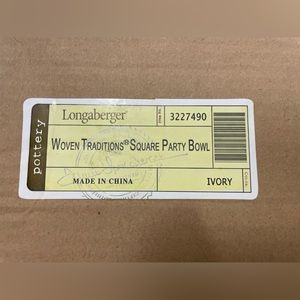 pottery
Longaberger®
3227490
WOVEN TRADITIONS® SQUARE PARTY BOWL
MADE IN CHINA
IVORY